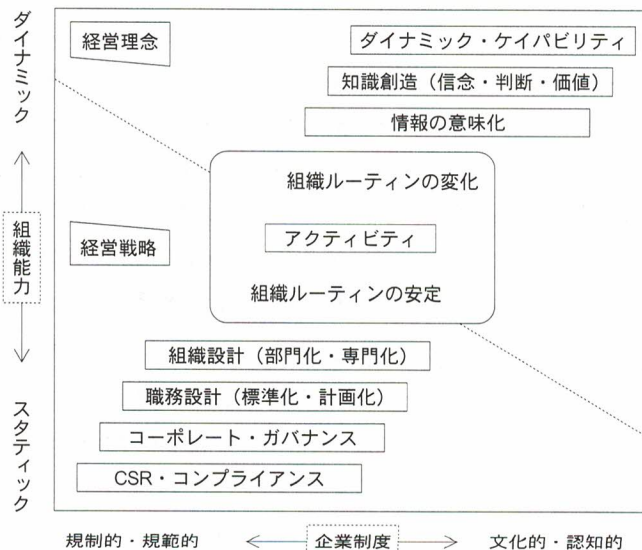 ダイナミック
組織能力
スタティック
経営理念
ダイナミック・ケイパビリティ
知識創造（信念・判断・価値）
情報の意味化
組織ルーティンの変化
アクティビティ
経営戦略
組織ルーティンの安定
組織設計（部門化・専門化）
職務設計（標準化・計画化）
コーポレート・ガバナンス
CSR・コンプライアンス
規制的・規範的
企業制度
文化的・認知的